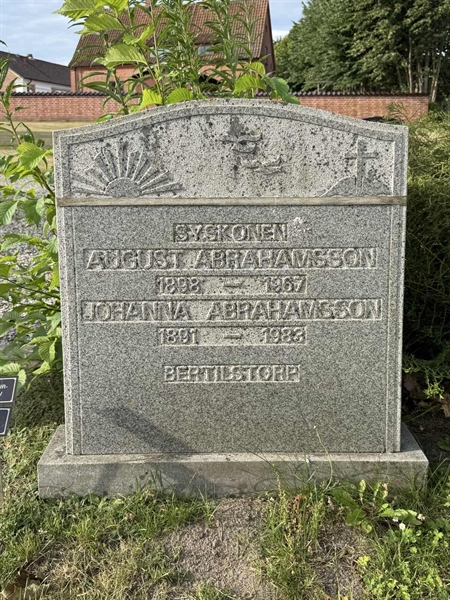 SYSKONEN
AUGUST ABRAHAMSSON
1898 — 1967
JOHANNA ABRAHAMSSON
1891 — 1983
BERTILSTORP